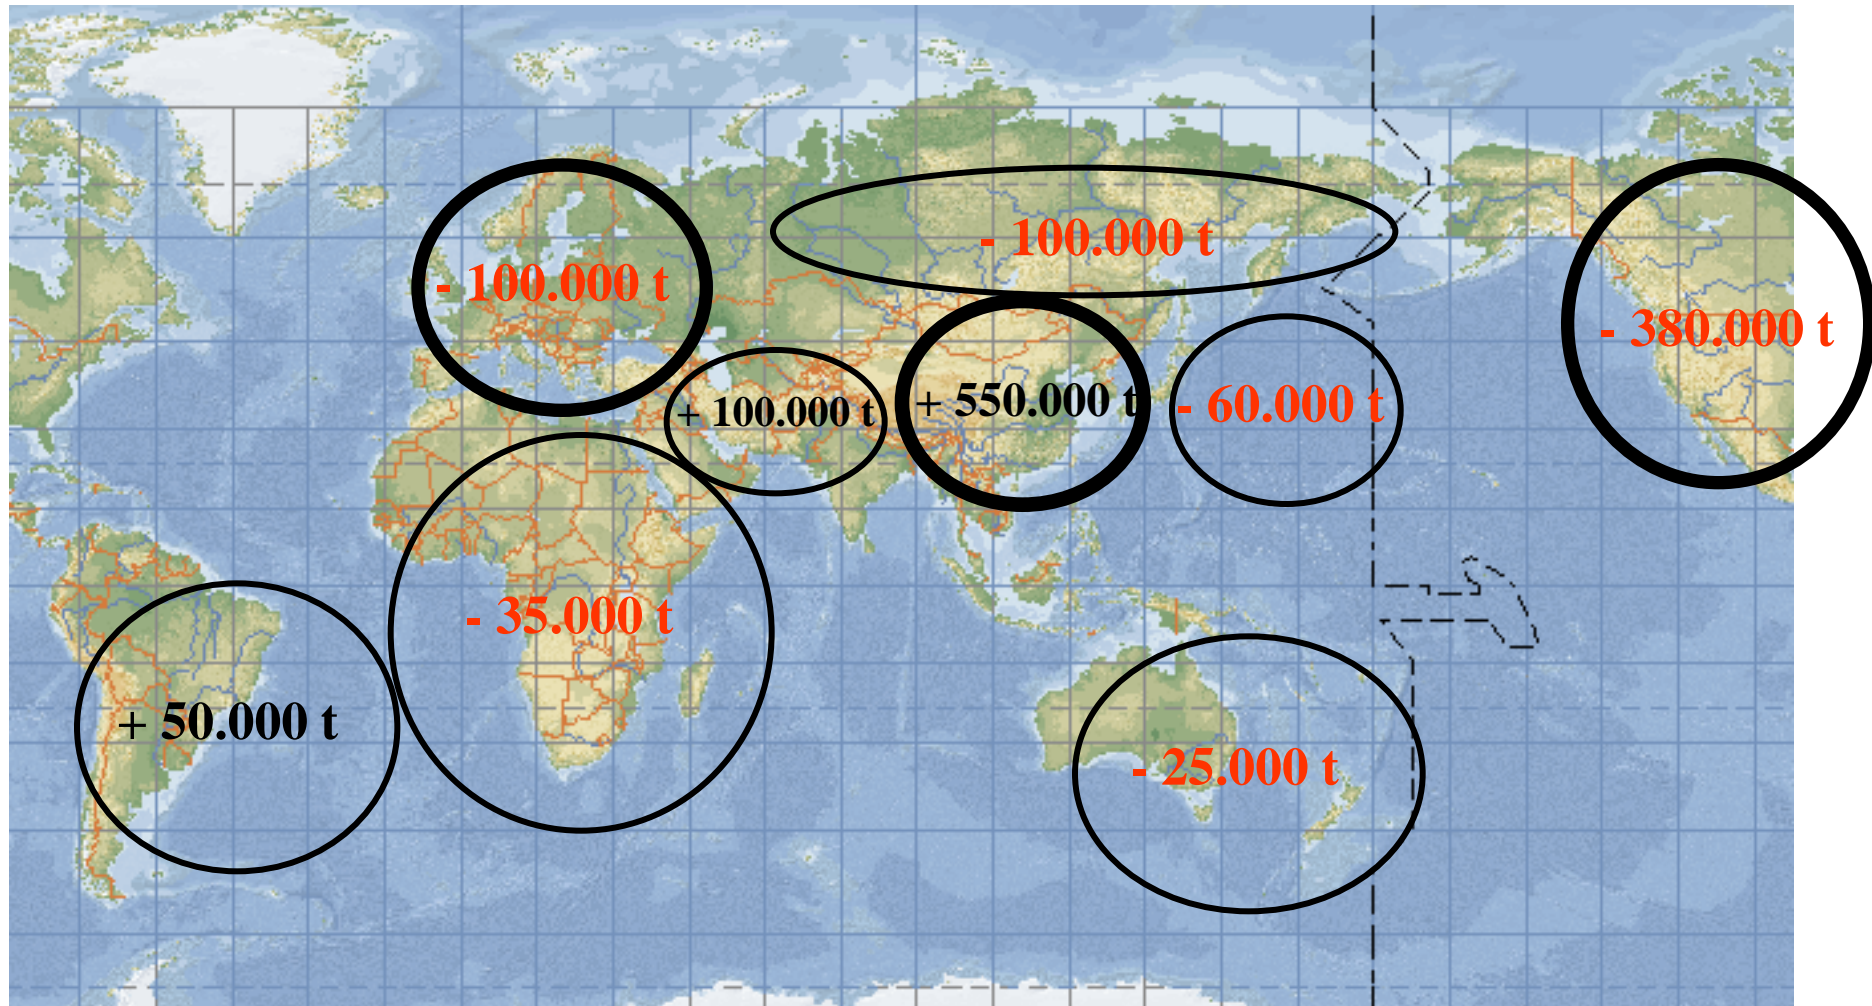 - 100.000 t
- 100.000 t
- 380.000 t
+ 100.000 t
+ 550.000 t
- 60.000 t
- 35.000 t
+ 50.000 t
- 25.000 t